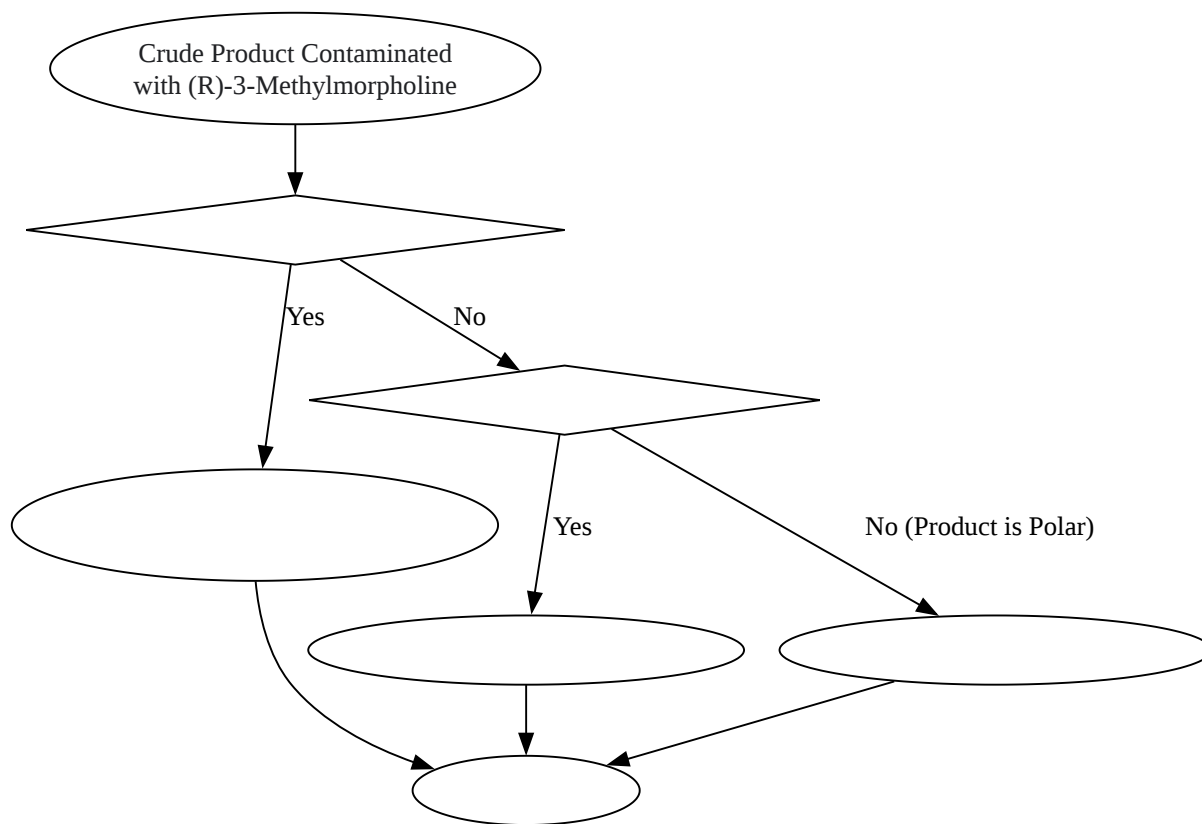 Crude Product Contaminated
with (R)-3-Methylmorpholine
Yes
No
Yes
No (Product is Polar)